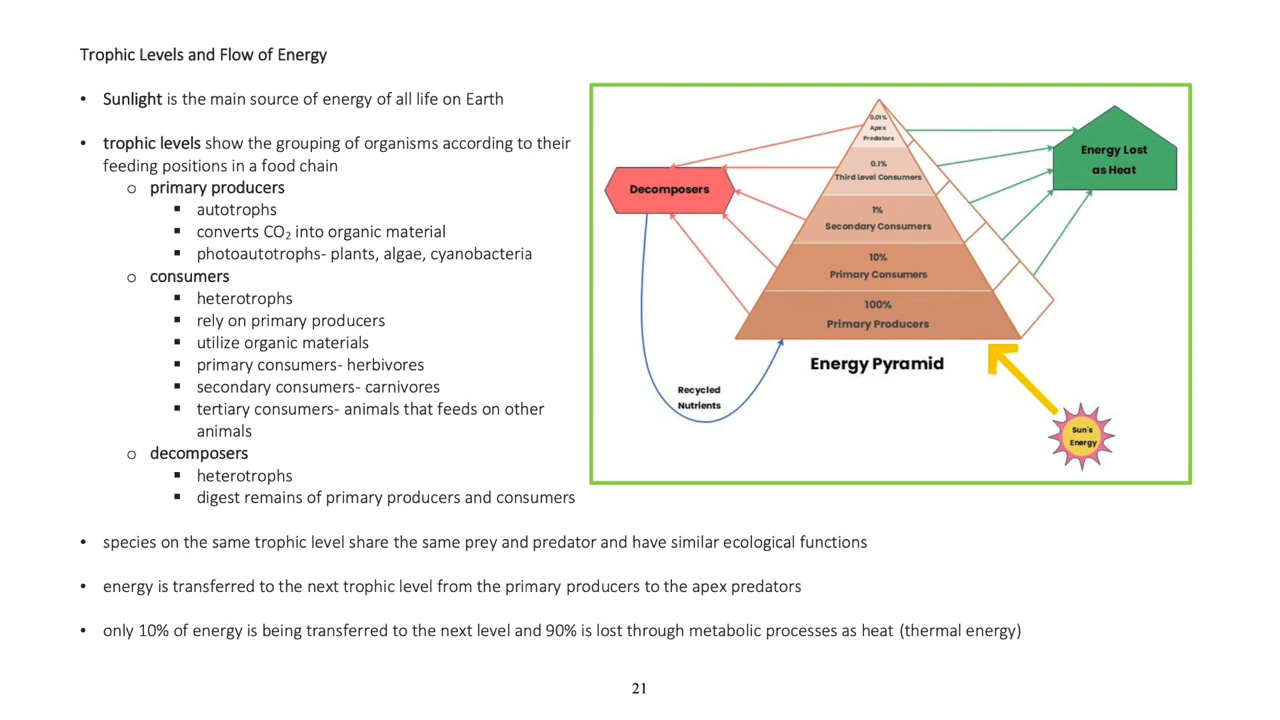 Trophic Levels and Flow of Energy
• Sunlight is the main source of energy of all life on Earth
• trophic levels show the grouping of organisms according to their
feeding positions in a food chain
o primary producers
▪ autotrophs
▪ converts CO₂ into organic material
▪ photoautotrophs- plants, algae, cyanobacteria
o consumers
▪ heterotrophs
▪ rely on primary producers
▪ utilize organic materials
▪ primary consumers- herbivores
▪ secondary consumers- carnivores
▪ tertiary consumers- animals that feeds on other
animals
o decomposers
▪ heterotrophs
▪ digest remains of primary producers and consumers
0.01%
Apex
Predators
0.1%
Third Level Consumers
1%
Secondary Consumers
10%
Primary Consumers
100%
Primary Producers
Decomposers
Energy Lost
as Heat
Energy Pyramid
Recycled
Nutrients
Sun's
Energy
• species on the same trophic level share the same prey and predator and have similar ecological functions
• energy is transferred to the next trophic level from the primary producers to the apex predators
• only 10% of energy is being transferred to the next level and 90% is lost through metabolic processes as heat (thermal energy)
21